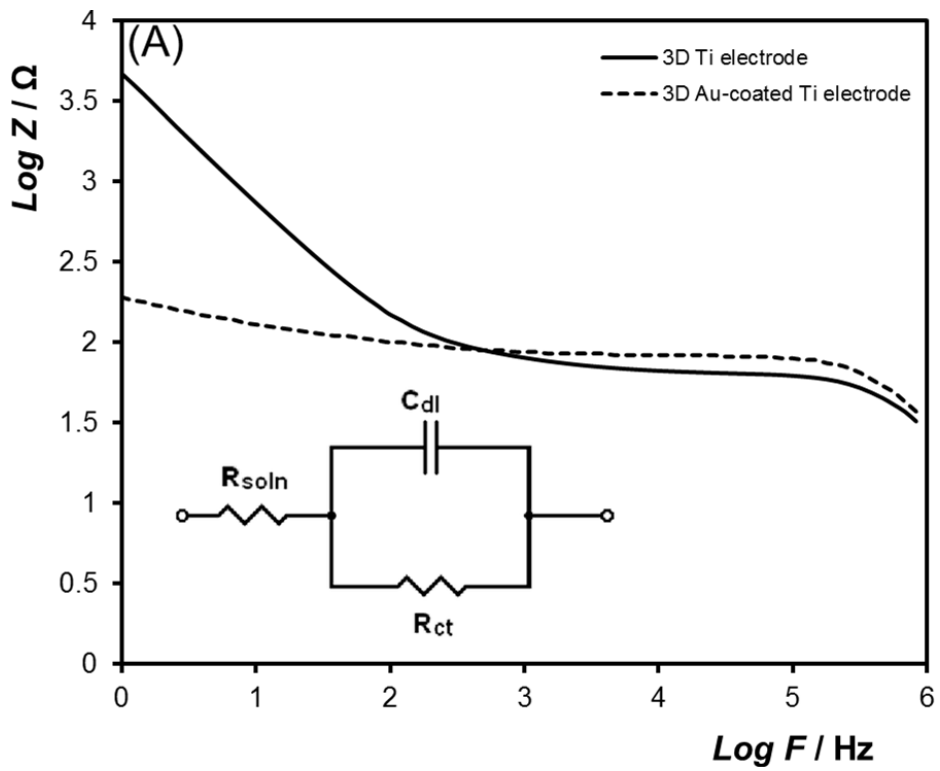 (A)
3D Ti electrode
3D Au-coated Ti electrode
Log Z / Ω
4
3.5
3
2.5
2
1.5
1
0.5
0
Cdl
Rsoln
Rct
0 1 2 3 4 5 6
Log F / Hz